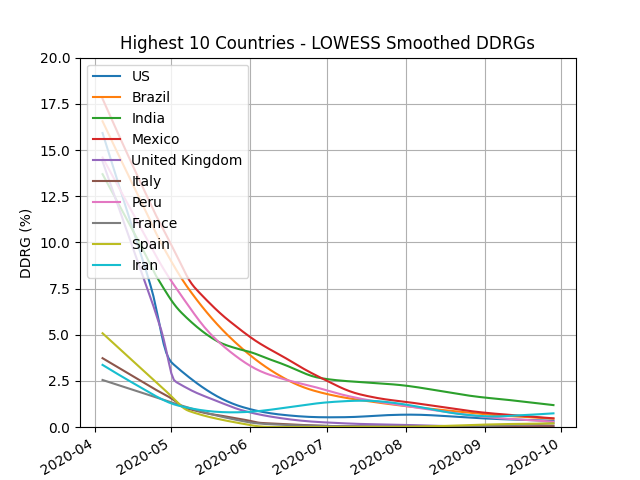 Highest 10 Countries - LOWESS Smoothed DDRGs
DDRG (%)
20.0
17.5
15.0
12.5
10.0
7.5
5.0
2.5
0.0
US
Brazil
India
Mexico
United Kingdom
Italy
Peru
France
Spain
Iran
2020-04
2020-05
2020-06
2020-07
2020-08
2020-09
2020-10